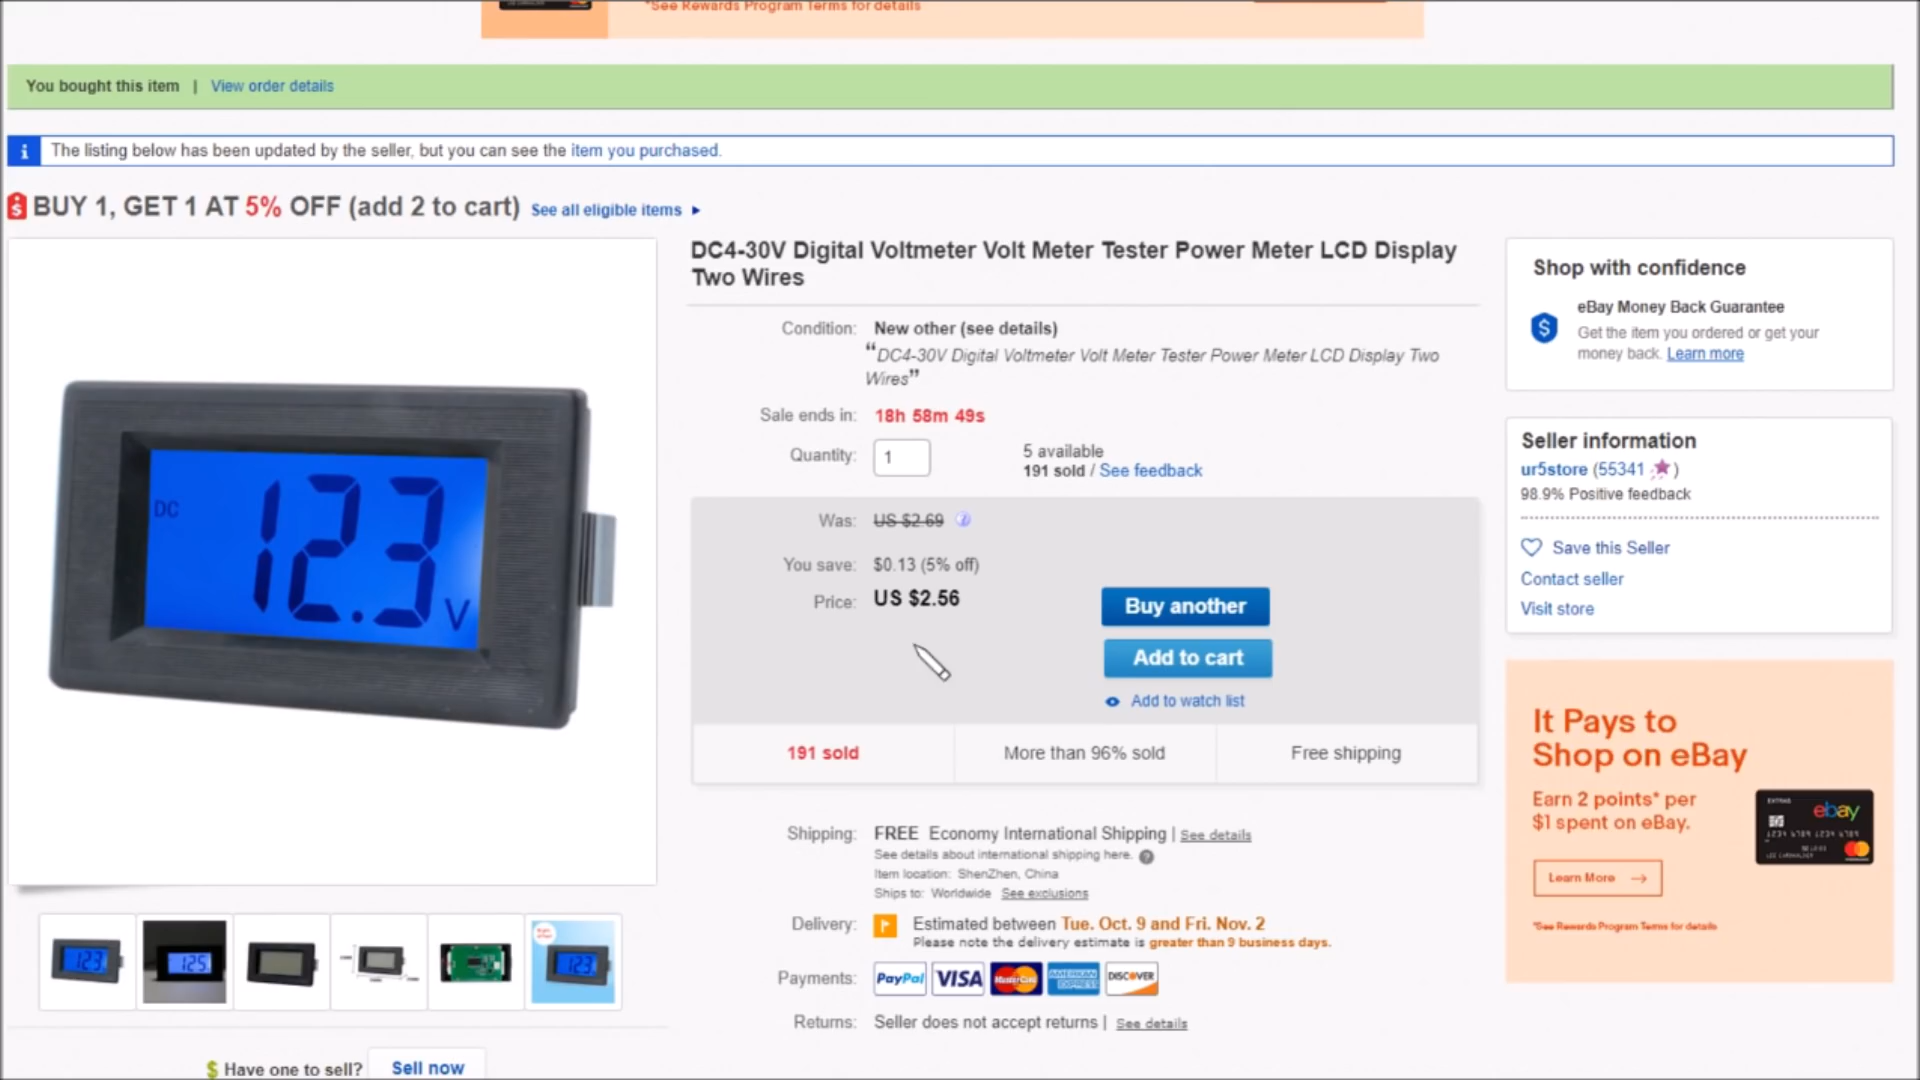 *See Rewards Program Terms for details
You bought this item | View order details
i The listing below has been updated by the seller, but you can see the item you purchased.
BUY 1, GET 1 AT 5% OFF (add 2 to cart) See all eligible items
DC4-30V Digital Voltmeter Volt Meter Tester Power Meter LCD Display
Two Wires
Condition: New other (see details)
“DC4-30V Digital Voltmeter Volt Meter Tester Power Meter LCD Display Two
Wires”
Sale ends in: 18h 58m 49s
Quantity: 1 5 available
191 sold / See feedback
Was: US $2.69
You save: $0.13 (5% off)
Price: US $2.56
Buy another
Add to cart
Add to watch list
191 sold More than 96% sold Free shipping
Shipping: FREE Economy International Shipping | See details
See details about international shipping here. ?
Item location: ShenZhen, China
Ships to: Worldwide See exclusions
Delivery: Estimated between Tue. Oct. 9 and Fri. Nov. 2
Please note the delivery estimate is greater than 9 business days.
Payments: PayPal VISA MasterCard AMERICAN EXPRESS DISCOVER
Returns: Seller does not accept returns | See details
DC 12.3 V
12.3
12.5
12.3
$ Have one to sell? Sell now
Shop with confidence
eBay Money Back Guarantee
Get the item you ordered or get your
money back. Learn more
Seller information
ur5store (55341)
98.9% Positive feedback
Save this Seller
Contact seller
Visit store
It Pays to
Shop on eBay
Earn 2 points* per
$1 spent on eBay.
Learn More →
*See Rewards Program Terms for details
EXTRAS
ebay